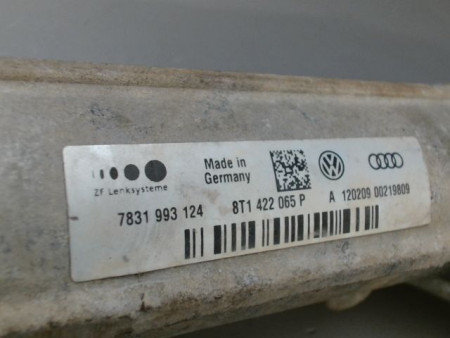 ZF Lenksysteme
Made in
Germany
7831 993 124 8T1 422 065 P A 120209 00219809